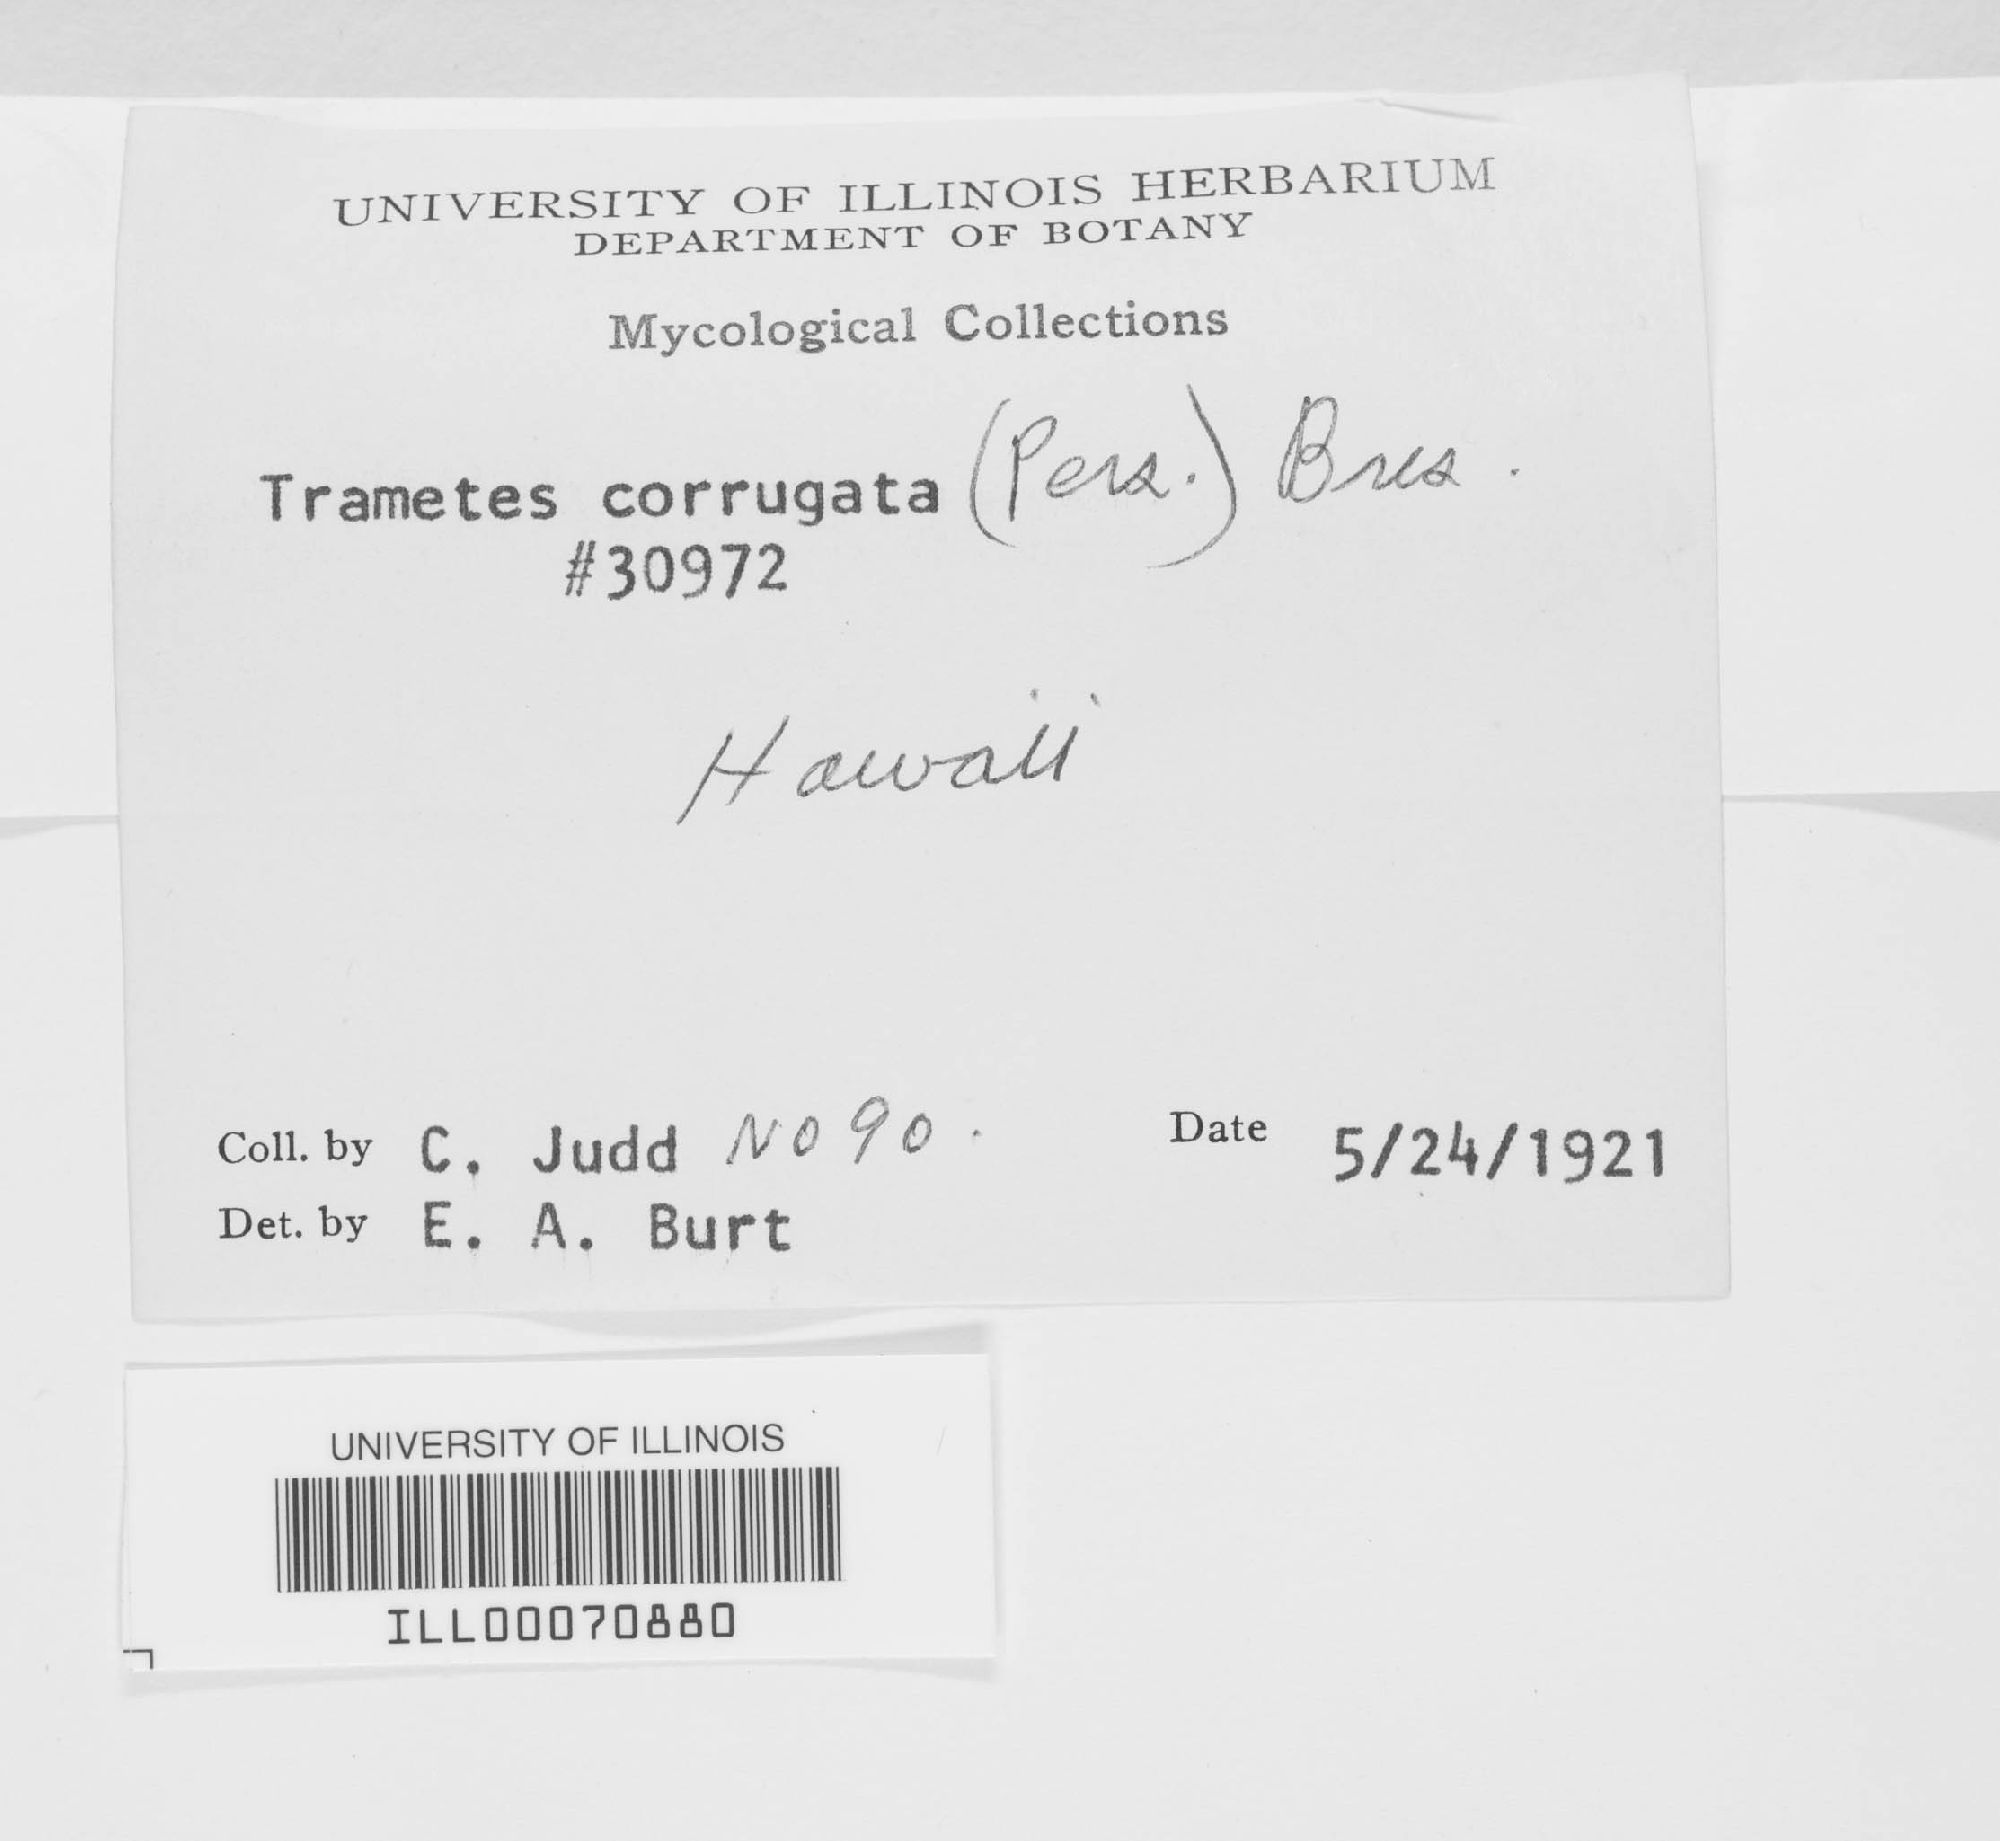 UNIVERSITY OF ILLINOIS HERBARIUM
DEPARTMENT OF BOTANY
Mycological Collections
Trametes corrugata (Pers.) Bres.
#30972
Hawaii
Coll. by C. Judd No 90. Date 5/24/1921
Det. by E. A. Burt
UNIVERSITY OF ILLINOIS
ILL00070880